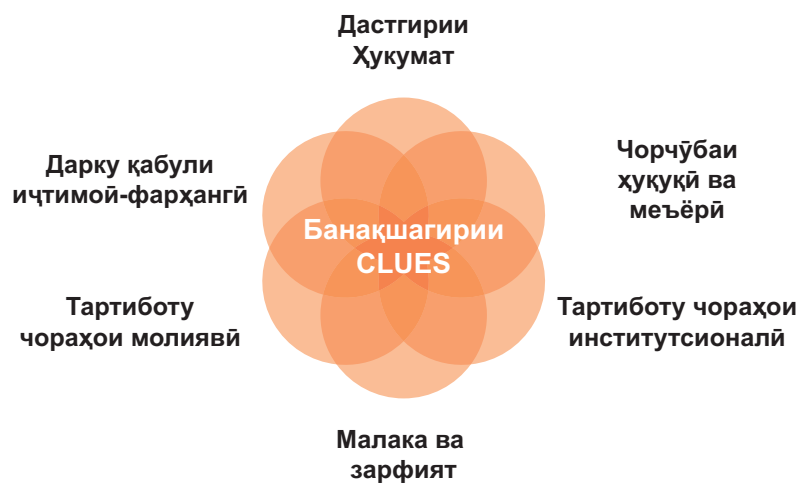 Дастгирии
Ҳукумат
Чорчӯбаи
ҳуқуқӣ ва
меъёрӣ
Тартиботу чораҳои
институтсионалӣ
Малака ва
зарфият
Тартиботу
чораҳои молиявӣ
Дарку қабули
иҷтимоӣ-фарҳангӣ
Банақшагирии
CLUES